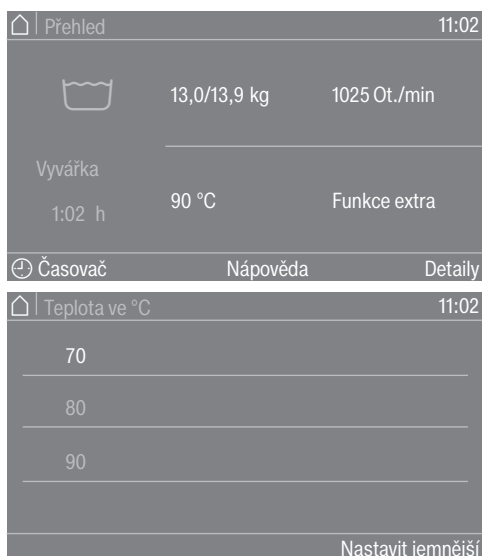 Přehled 11:02
13,0/13,9 kg 1025 Ot./min
Vyvářka
1:02 h
90 °C Funkce extra
Časovač Nápověda Detaily
Teplota ve °C 11:02
70
80
90
Nastavit jemnější